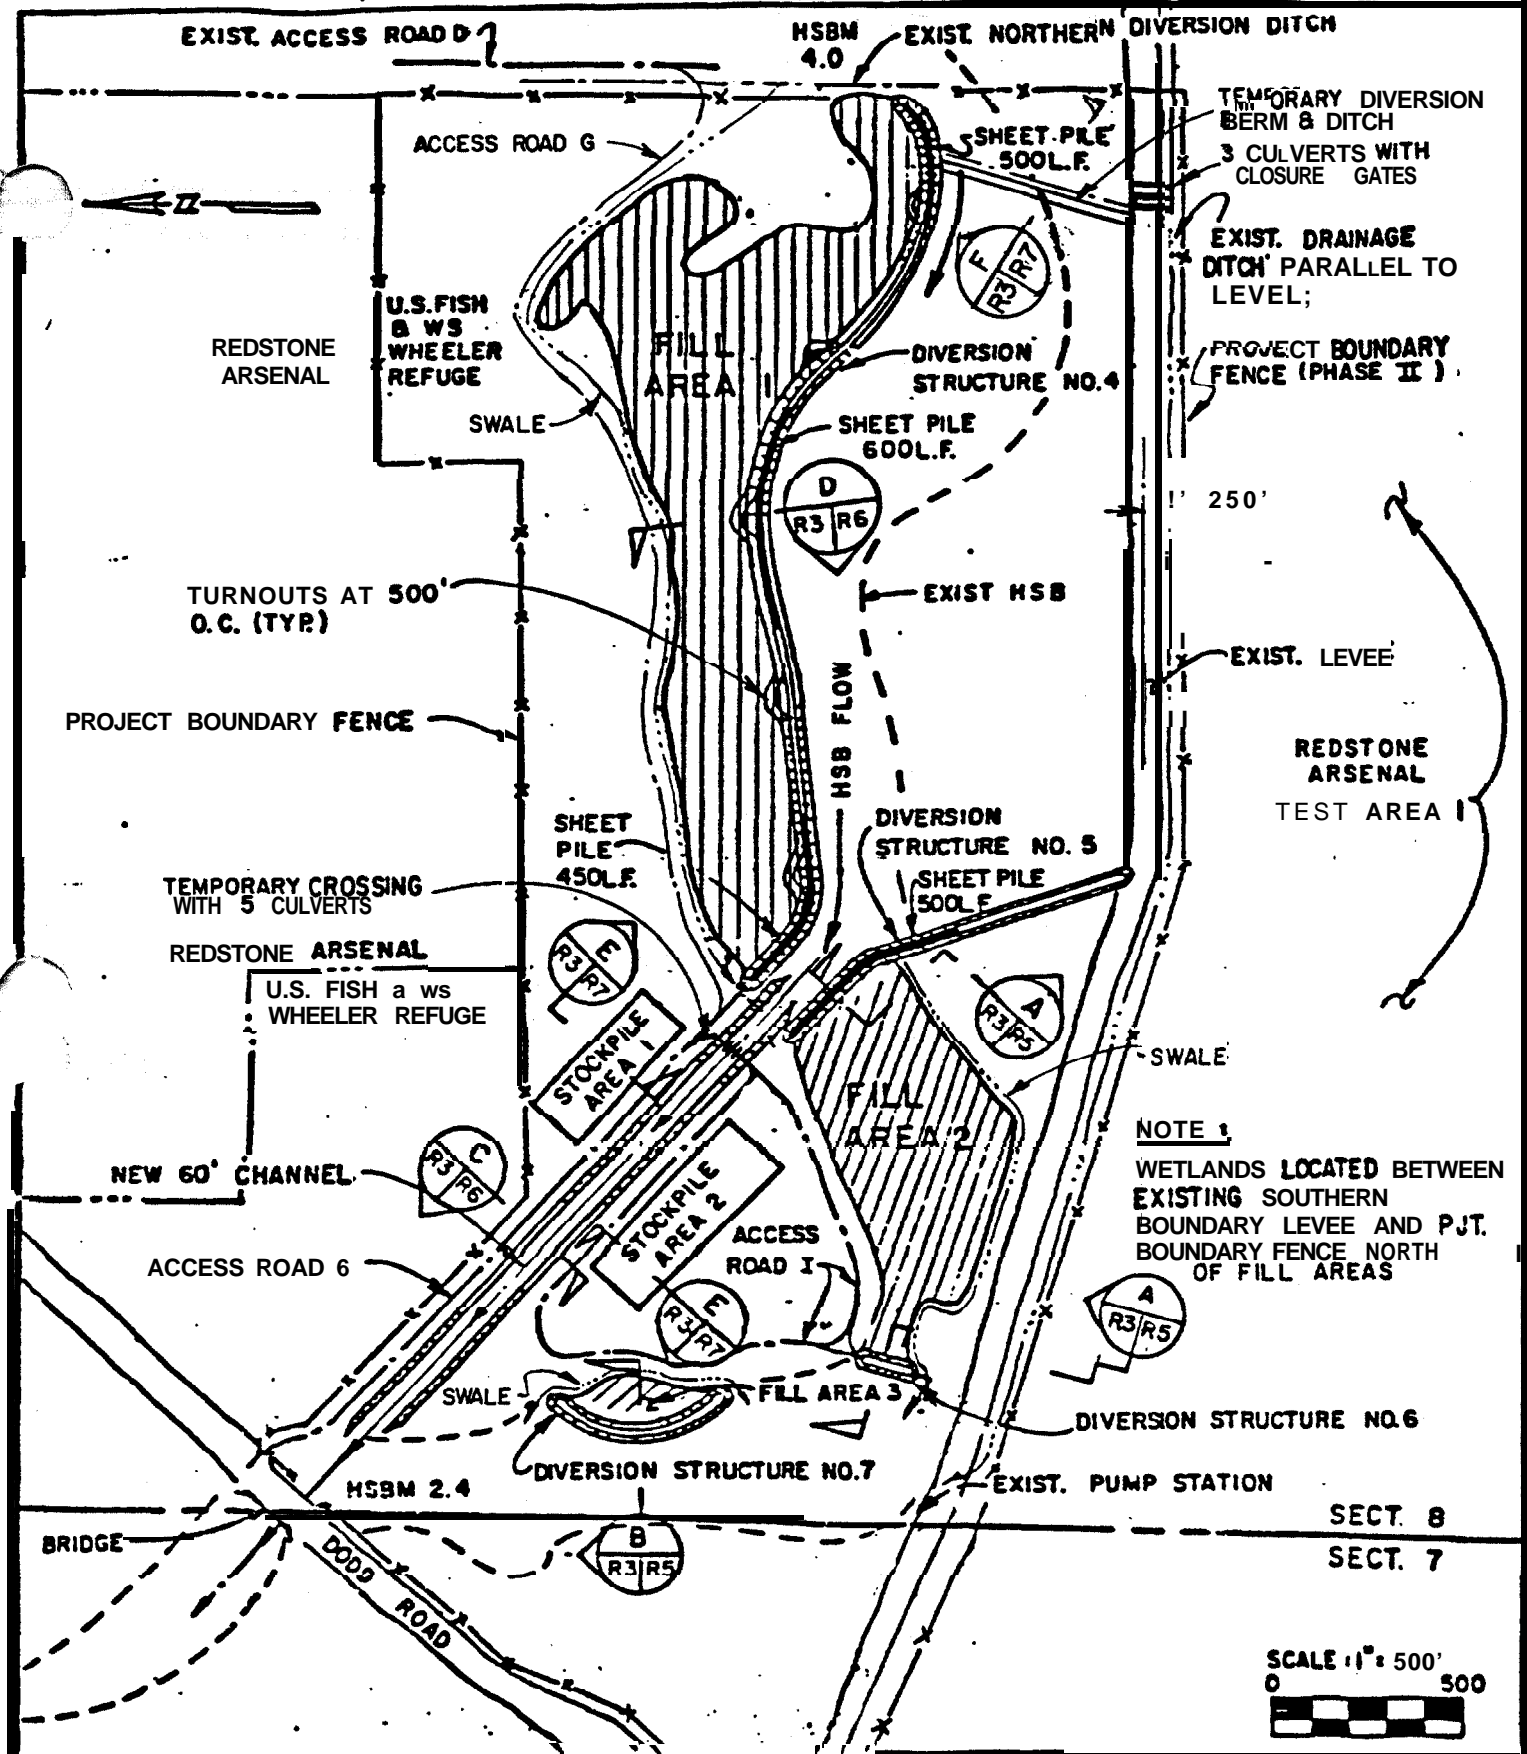 EXIST. ACCESS ROAD D
HSBM
4.0
EXIST. NORTHERN DIVERSION DITCH
TEMPORARY DIVERSION
BERM & DITCH
3 CULVERTS WITH
CLOSURE GATES
ACCESS ROAD G
SHEET PILE
500 L.F.
A
N
EXIST. DRAINAGE
DITCH PARALLEL TO
LEVEL;
F
R3 R7
U.S. FISH
& WS
WHEELER
REFUGE
REDSTONE
ARSENAL
FILL
AREA 1
DIVERSION
STRUCTURE NO. 4
PROJECT BOUNDARY
FENCE (PHASE II)
SWALE
SHEET PILE
600 L.F.
D
R3 R6
250'
TURNOUTS AT 500'
O.C. (TYP.)
EXIST HSB
EXIST. LEVEE
HSB FLOW
PROJECT BOUNDARY FENCE
REDSTONE
ARSENAL
TEST AREA 1
SHEET
PILE
450 L.F.
DIVERSION
STRUCTURE NO. 5
SHEET PILE
500 L.F.
TEMPORARY CROSSING
WITH 5 CULVERTS
REDSTONE ARSENAL
E
R3 R7
U.S. FISH a ws
WHEELER REFUGE
A
R3 R5
STOCKPILE
AREA 1
SWALE
FILL
AREA 2
NOTE
WETLANDS LOCATED BETWEEN
EXISTING SOUTHERN
BOUNDARY LEVEE AND PJT.
BOUNDARY FENCE NORTH
OF FILL AREAS
C
R3 R6
NEW 60' CHANNEL
STOCKPILE
AREA 2
ACCESS
ROAD I
ACCESS ROAD 6
E
R3 R7
A
R3 R5
SWALE
FILL AREA 3
DIVERSION STRUCTURE NO. 6
DIVERSION STRUCTURE NO. 7
HSBM 2.4
EXIST. PUMP STATION
SECT. 8
BRIDGE
B
R3 R5
SECT. 7
DODD ROAD
SCALE : 1" = 500'
0 500